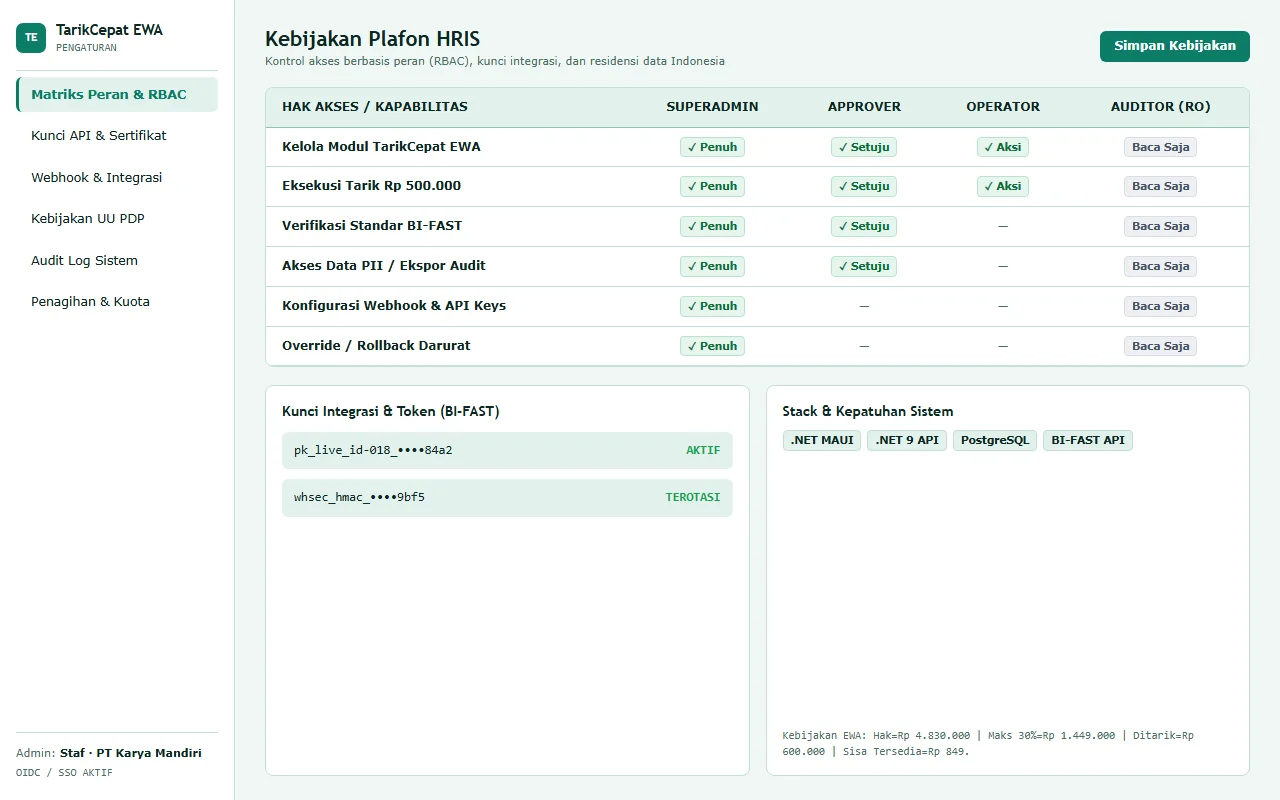 TE
TarikCepat EWA
PENGATURAN
Matriks Peran & RBAC
Kunci API & Sertifikat
Webhook & Integrasi
Kebijakan UU PDP
Audit Log Sistem
Penagihan & Kuota
Admin: Staf · PT Karya Mandiri
OIDC / SSO AKTIF
Kebijakan Plafon HRIS
Kontrol akses berbasis peran (RBAC), kunci integrasi, dan residensi data Indonesia
Simpan Kebijakan
HAK AKSES / KAPABILITAS SUPERADMIN APPROVER OPERATOR AUDITOR (RO)
Kelola Modul TarikCepat EWA ✓ Penuh ✓ Setuju ✓ Aksi Baca Saja
Eksekusi Tarik Rp 500.000 ✓ Penuh ✓ Setuju ✓ Aksi Baca Saja
Verifikasi Standar BI-FAST ✓ Penuh ✓ Setuju — Baca Saja
Akses Data PII / Ekspor Audit ✓ Penuh ✓ Setuju — Baca Saja
Konfigurasi Webhook & API Keys ✓ Penuh — — Baca Saja
Override / Rollback Darurat ✓ Penuh — — Baca Saja
Kunci Integrasi & Token (BI-FAST)
pk_live_id-018_••••84a2 AKTIF
whsec_hmac_••••9bf5 TEROTASI
Stack & Kepatuhan Sistem
.NET MAUI .NET 9 API PostgreSQL BI-FAST API
Kebijakan EWA: Hak=Rp 4.830.000 | Maks 30%=Rp 1.449.000 | Ditarik=Rp
600.000 | Sisa Tersedia=Rp 849.